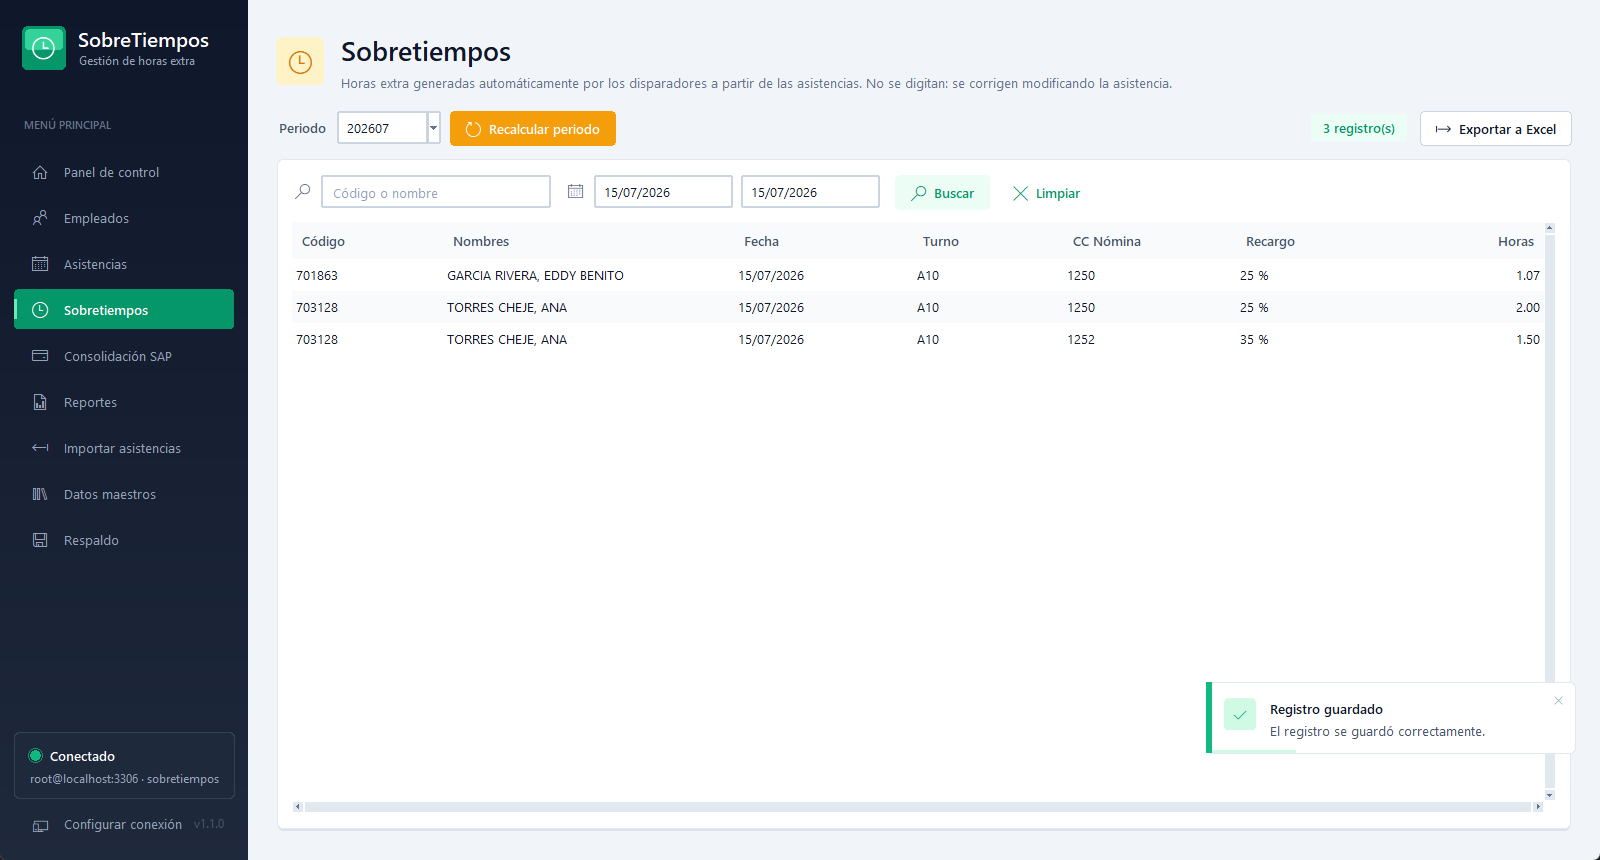 SobreTiempos
Gestión de horas extra
MENÚ PRINCIPAL
Panel de control
Empleados
Asistencias
Sobretiempos
Consolidación SAP
Reportes
Importar asistencias
Datos maestros
Respaldo
Conectado
root@localhost:3306 · sobretiempos
Configurar conexión v1.1.0
Sobretiempos
Horas extra generadas automáticamente por los disparadores a partir de las asistencias. No se digitan: se corrigen modificando la asistencia.
Periodo 202607 Recalcular periodo 3 registro(s) Exportar a Excel
Código o nombre 15/07/2026 15/07/2026 Buscar Limpiar
Código Nombres Fecha Turno CC Nómina Recargo Horas
701863 GARCIA RIVERA, EDDY BENITO 15/07/2026 A10 1250 25 % 1.07
703128 TORRES CHEJE, ANA 15/07/2026 A10 1250 25 % 2.00
703128 TORRES CHEJE, ANA 15/07/2026 A10 1252 35 % 1.50
Registro guardado
El registro se guardó correctamente.